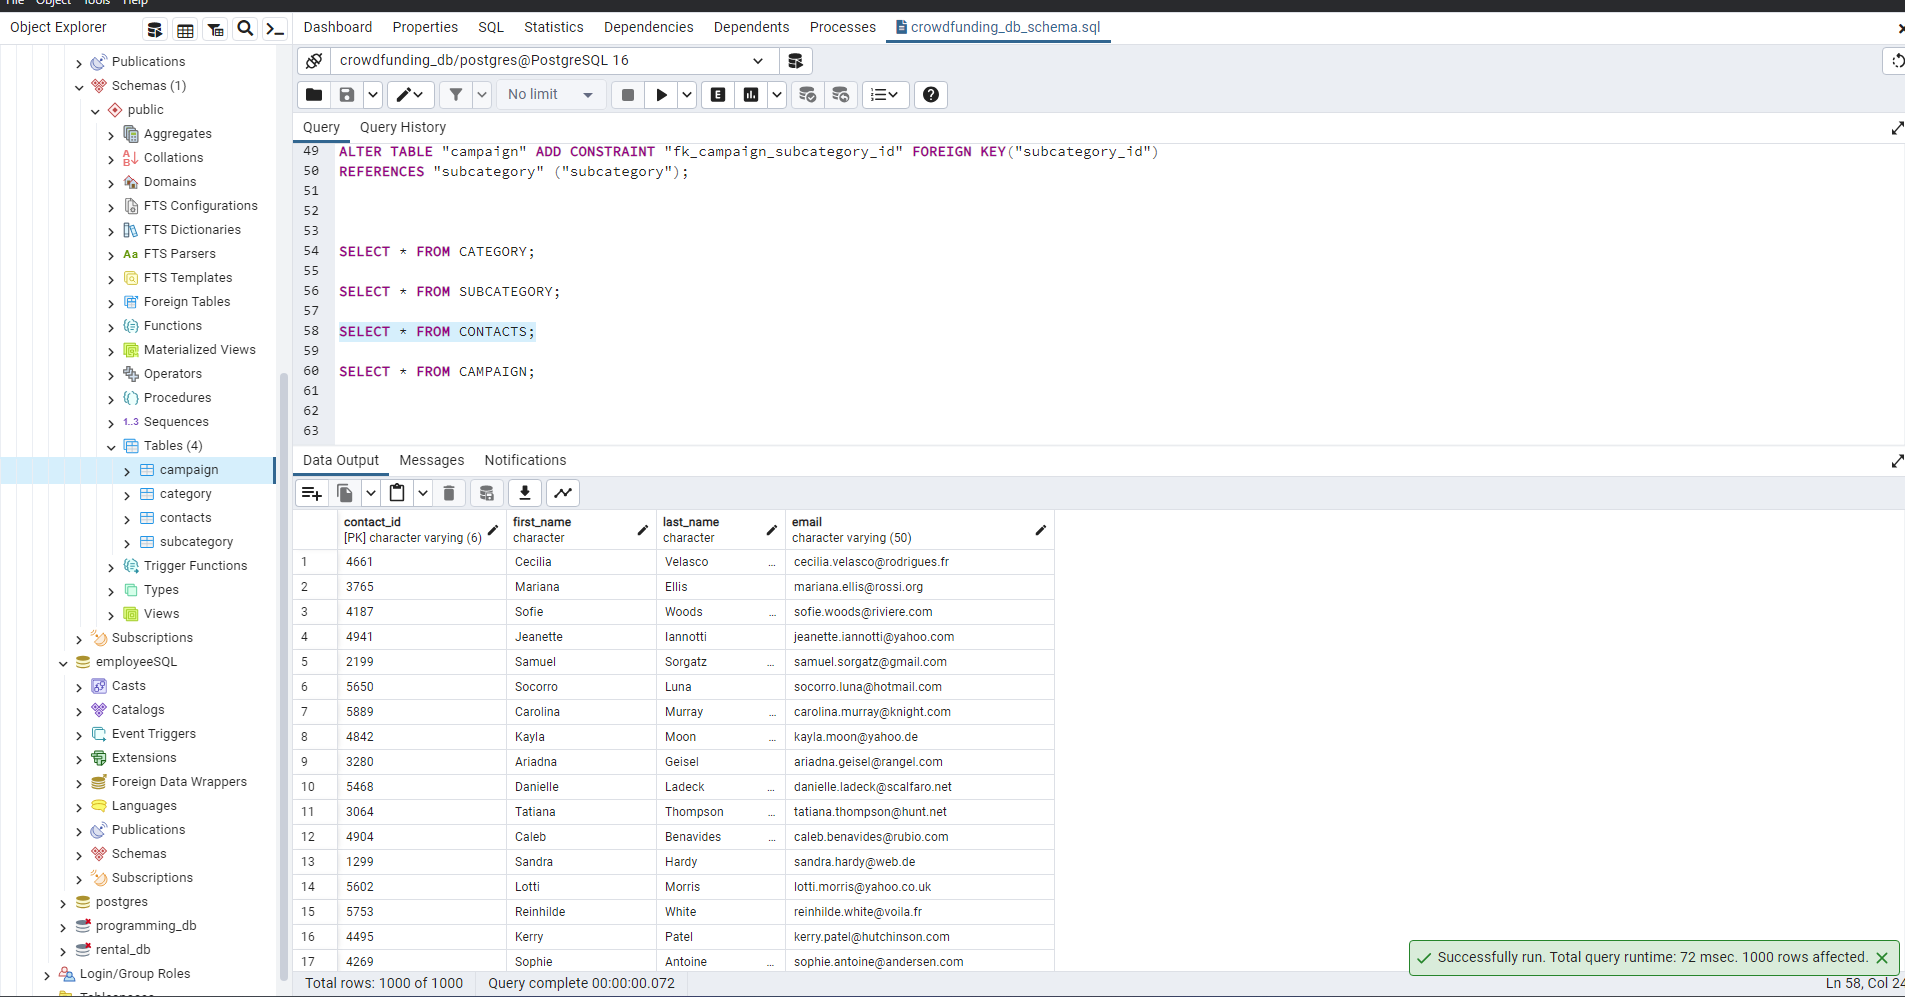 File Object Tools Help
Object Explorer
Dashboard Properties SQL Statistics Dependencies Dependents Processes crowdfunding_db_schema.sql
crowdfunding_db/postgres@PostgreSQL 16
No limit
Query Query History
Publications
Schemas (1)
public
Aggregates
Collations
Domains
FTS Configurations
FTS Dictionaries
Aa FTS Parsers
FTS Templates
Foreign Tables
Functions
Materialized Views
Operators
Procedures
1..3 Sequences
Tables (4)
campaign
category
contacts
subcategory
Trigger Functions
Types
Views
Subscriptions
employeeSQL
Casts
Catalogs
Event Triggers
Extensions
Foreign Data Wrappers
Languages
Publications
Schemas
Subscriptions
postgres
programming_db
rental_db
Login/Group Roles
Tablespaces
49 ALTER TABLE "campaign" ADD CONSTRAINT "fk_campaign_subcategory_id" FOREIGN KEY("subcategory_id")
50 REFERENCES "subcategory" ("subcategory");
51
52
53
54 SELECT * FROM CATEGORY;
55
56 SELECT * FROM SUBCATEGORY;
57
58 SELECT * FROM CONTACTS;
59
60 SELECT * FROM CAMPAIGN;
61
62
63
Data Output Messages Notifications
contact_id first_name last_name email
[PK] character varying (6) character character character varying (50)
1 4661 Cecilia Velasco ... cecilia.velasco@rodrigues.fr
2 3765 Mariana Ellis mariana.ellis@rossi.org
3 4187 Sofie Woods ... sofie.woods@riviere.com
4 4941 Jeanette Iannotti jeanette.iannotti@yahoo.com
5 2199 Samuel Sorgatz ... samuel.sorgatz@gmail.com
6 5650 Socorro Luna socorro.luna@hotmail.com
7 5889 Carolina Murray ... carolina.murray@knight.com
8 4842 Kayla Moon ... kayla.moon@yahoo.de
9 3280 Ariadna Geisel ariadna.geisel@rangel.com
10 5468 Danielle Ladeck ... danielle.ladeck@scalfaro.net
11 3064 Tatiana Thompson ... tatiana.thompson@hunt.net
12 4904 Caleb Benavides ... caleb.benavides@rubio.com
13 1299 Sandra Hardy sandra.hardy@web.de
14 5602 Lotti Morris lotti.morris@yahoo.co.uk
15 5753 Reinhilde White reinhilde.white@voila.fr
16 4495 Kerry Patel kerry.patel@hutchinson.com
17 4269 Sophie Antoine ... sophie.antoine@andersen.com
Successfully run. Total query runtime: 72 msec. 1000 rows affected.
Total rows: 1000 of 1000 Query complete 00:00:00.072 Ln 58, Col 24